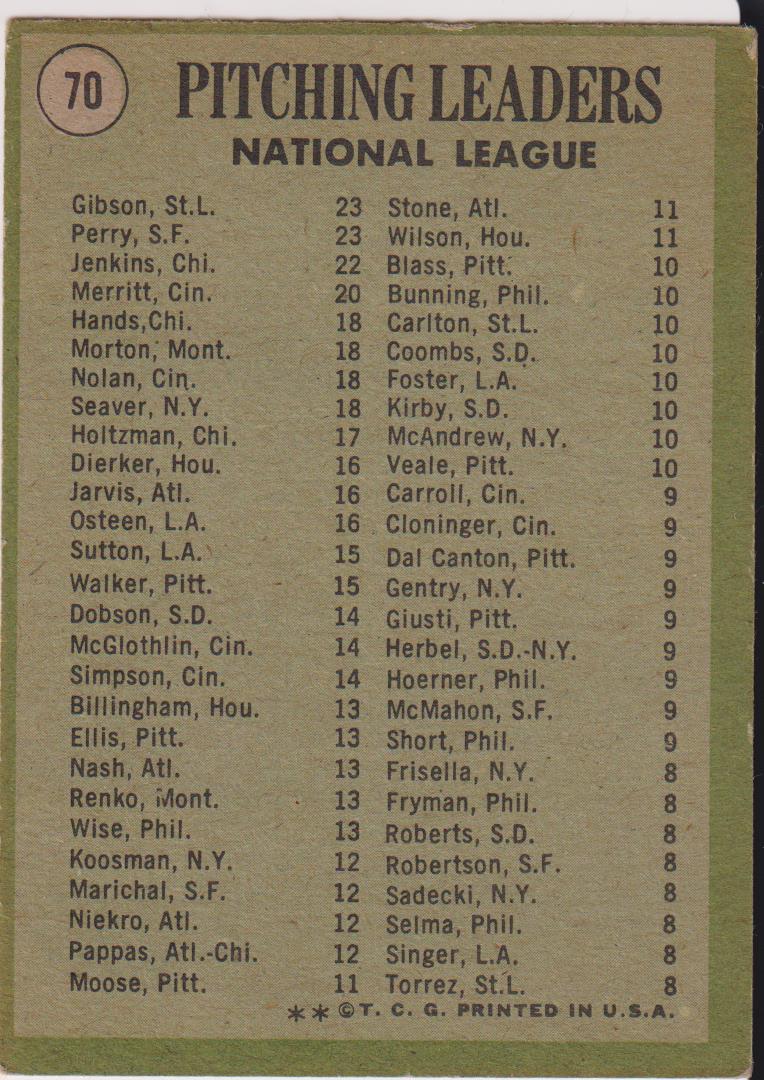 70
PITCHING LEADERS
NATIONAL LEAGUE
Gibson, St.L. 23
Perry, S.F. 23
Jenkins, Chi. 22
Merritt, Cin. 20
Hands,Chi. 18
Morton, Mont. 18
Nolan, Cin. 18
Seaver, N.Y. 18
Holtzman, Chi. 17
Dierker, Hou. 16
Jarvis, Atl. 16
Osteen, L.A. 16
Sutton, L.A. 15
Walker, Pitt. 15
Dobson, S.D. 14
McGlothlin, Cin. 14
Simpson, Cin. 14
Billingham, Hou. 13
Ellis, Pitt. 13
Nash, Atl. 13
Renko, Mont. 13
Wise, Phil. 13
Koosman, N.Y. 12
Marichal, S.F. 12
Niekro, Atl. 12
Pappas, Atl.-Chi. 12
Moose, Pitt. 11
Stone, Atl. 11
Wilson, Hou. 11
Blass, Pitt. 10
Bunning, Phil. 10
Carlton, St.L. 10
Coombs, S.D. 10
Foster, L.A. 10
Kirby, S.D. 10
McAndrew, N.Y. 10
Veale, Pitt. 10
Carroll, Cin. 9
Cloninger, Cin. 9
Dal Canton, Pitt. 9
Gentry, N.Y. 9
Giusti, Pitt. 9
Herbel, S.D.-N.Y. 9
Hoerner, Phil. 9
McMahon, S.F. 9
Short, Phil. 9
Frisella, N.Y. 8
Fryman, Phil. 8
Roberts, S.D. 8
Robertson, S.F. 8
Sadecki, N.Y. 8
Selma, Phil. 8
Singer, L.A. 8
Torrez, St.L. 8
**©T. C. G. PRINTED IN U.S.A.